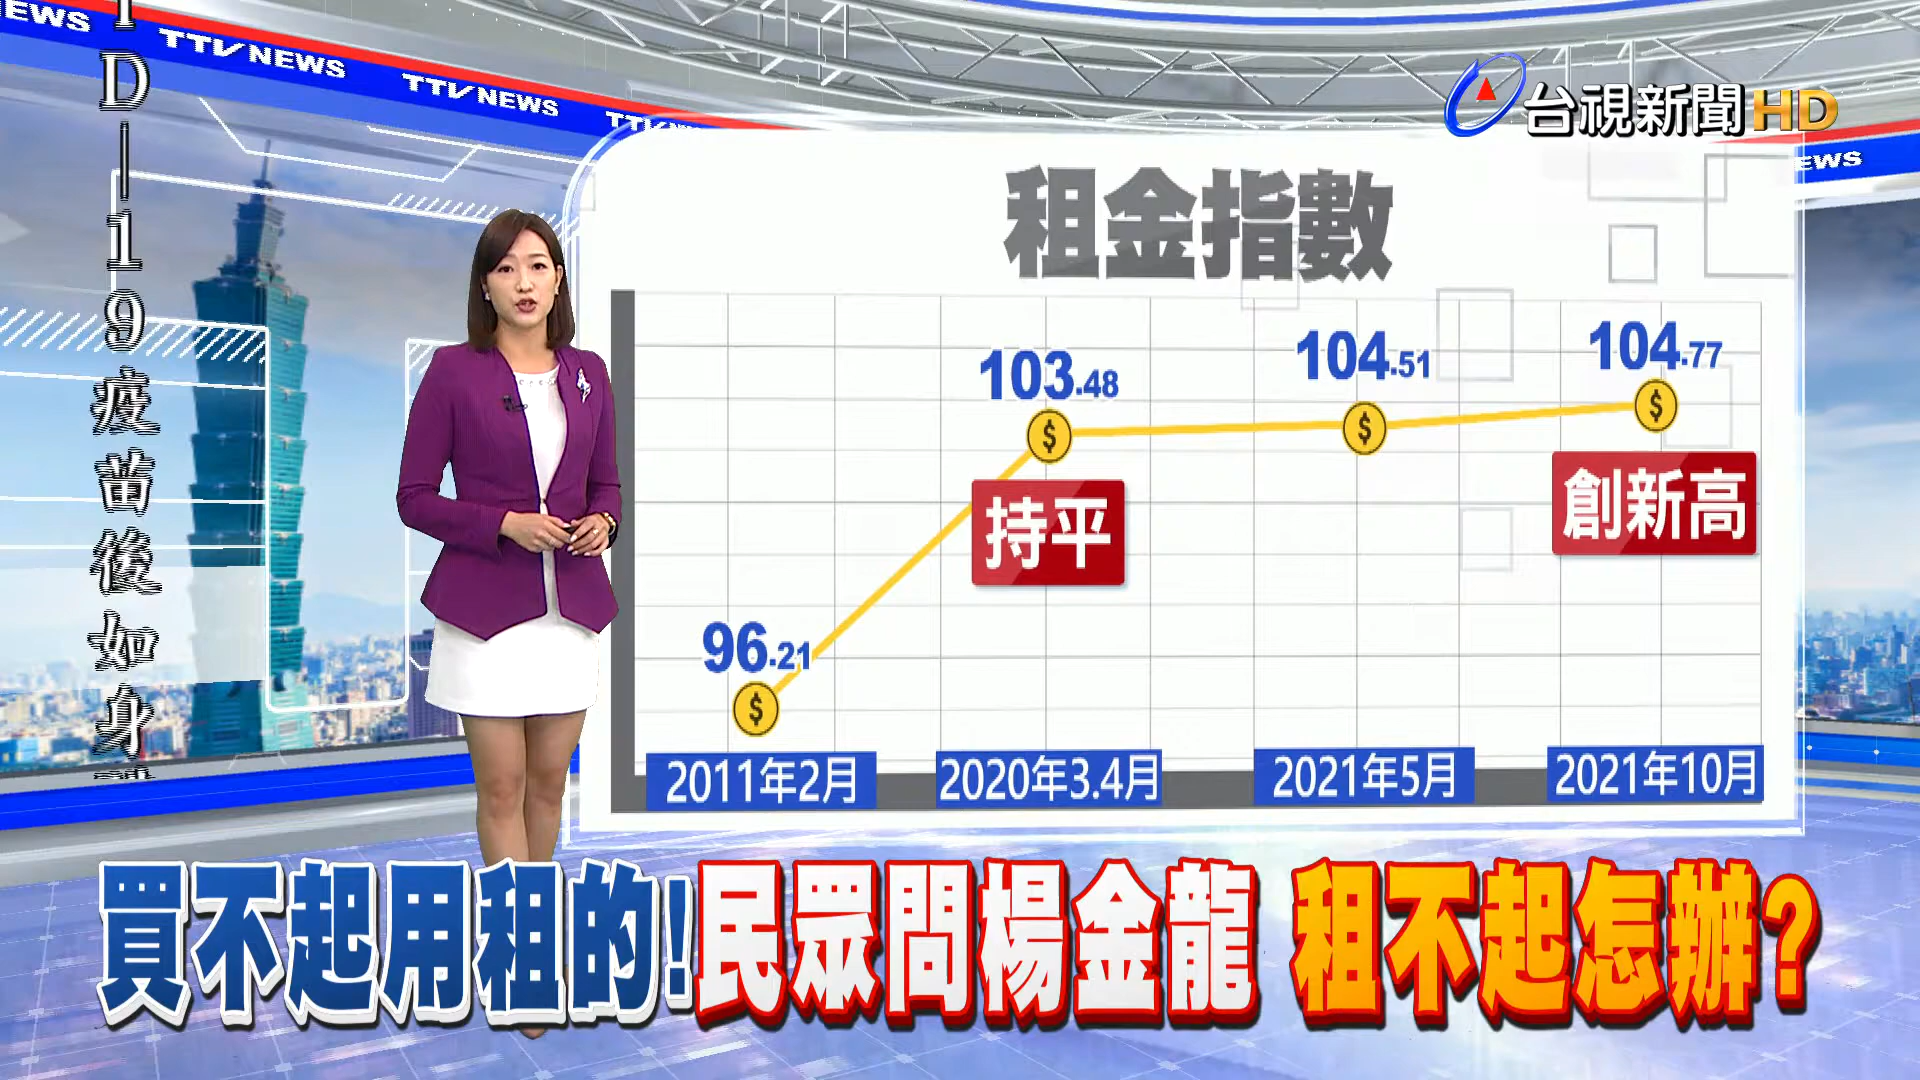 EWS
TTV NEWS
TTV NEWS
台視新聞HD
EWS
D-19疫苗後如身
租金指數
103.48
104.51
104.77
持平
創新高
96.21
2011年2月
2020年3.4月
2021年5月
2021年10月
買不起用租的!民眾問楊金龍 租不起怎辦?